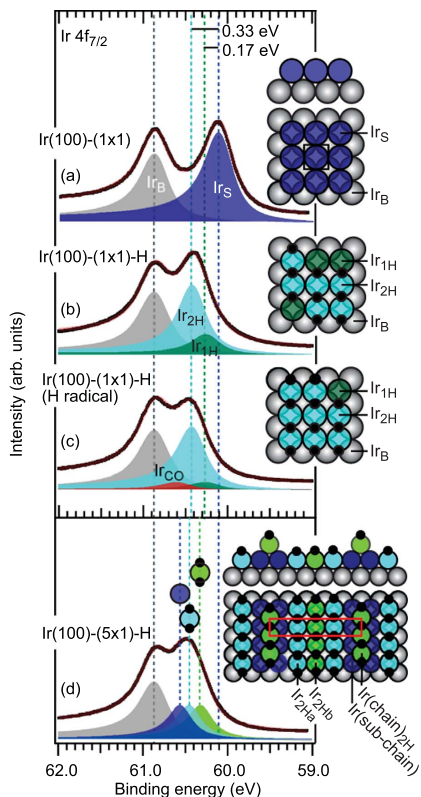 Ir 4f7/2
0.33 eV
0.17 eV
Ir(100)-(1x1)
(a)
IrB
IrS
IrS
IrB
Ir(100)-(1x1)-H
(b)
Ir2H
Ir1H
Ir1H
Ir2H
IrB
Ir(100)-(1x1)-H
(H radical)
(c)
IrCO
Ir1H
Ir2H
IrB
Ir(100)-(5x1)-H
(d)
Ir2Ha
Ir2Hb
Ir(sub-chain)
Ir(chain)2H
Intensity (arb. units)
62.0 61.0 60.0 59.0
Binding energy (eV)